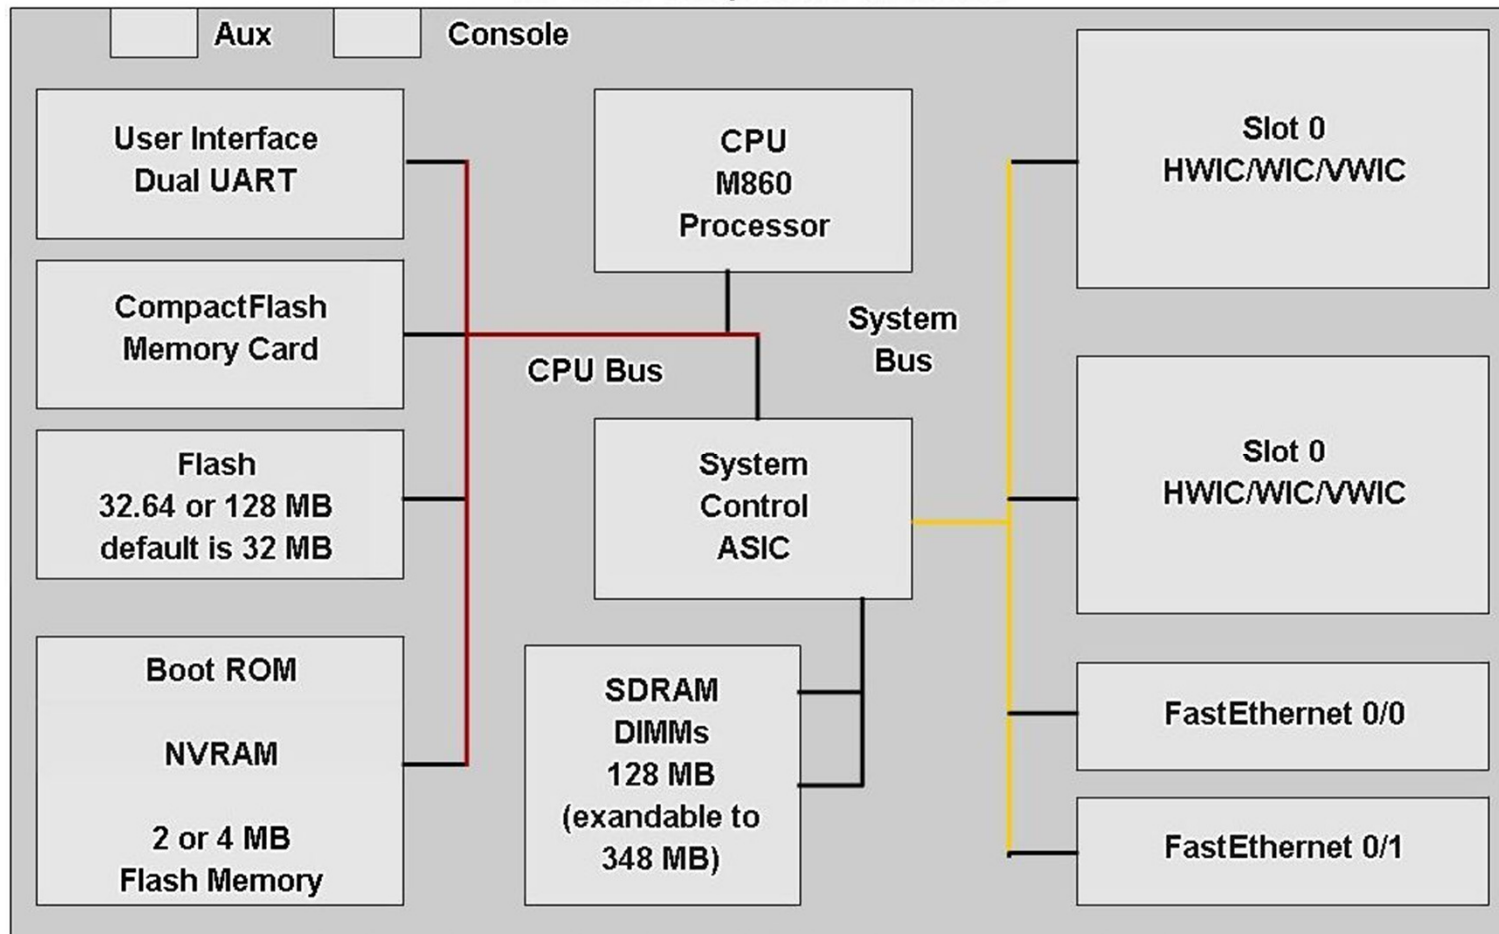 Aux
Console
User Interface
Dual UART
CPU
M860
Processor
Slot 0
HWIC/WIC/VWIC
CompactFlash
Memory Card
CPU Bus
System
Bus
Flash
32.64 or 128 MB
default is 32 MB
System
Control
ASIC
Slot 0
HWIC/WIC/VWIC
Boot ROM
NVRAM
2 or 4 MB
Flash Memory
SDRAM
DIMMs
128 MB
(exandable to
348 MB)
FastEthernet 0/0
FastEthernet 0/1